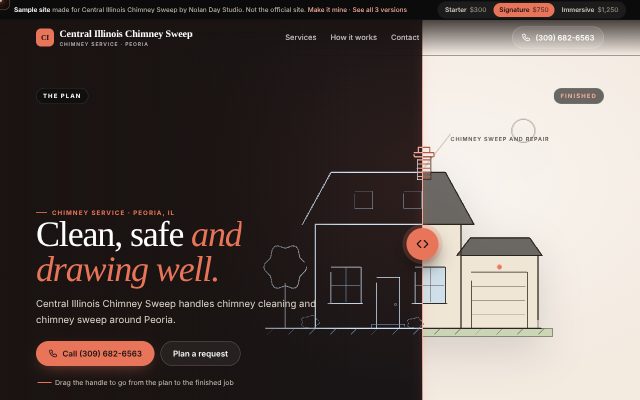 Sample site made for Central Illinois Chimney Sweep by Nolan Day Studio. Not the official site. Make it mine · See all 3 versions
Starter $300 Signature $750 Immersive $1,250
CI Central Illinois Chimney Sweep
CHIMNEY SERVICE · PEORIA
Services How it works Contact
(309) 682-6563
THE PLAN
FINISHED
CHIMNEY SWEEP AND REPAIR
CHIMNEY SERVICE · PEORIA, IL
Clean, safe and
drawing well.
Central Illinois Chimney Sweep handles chimney cleaning and
chimney sweep around Peoria.
Call (309) 682-6563
Plan a request
Drag the handle to go from the plan to the finished job